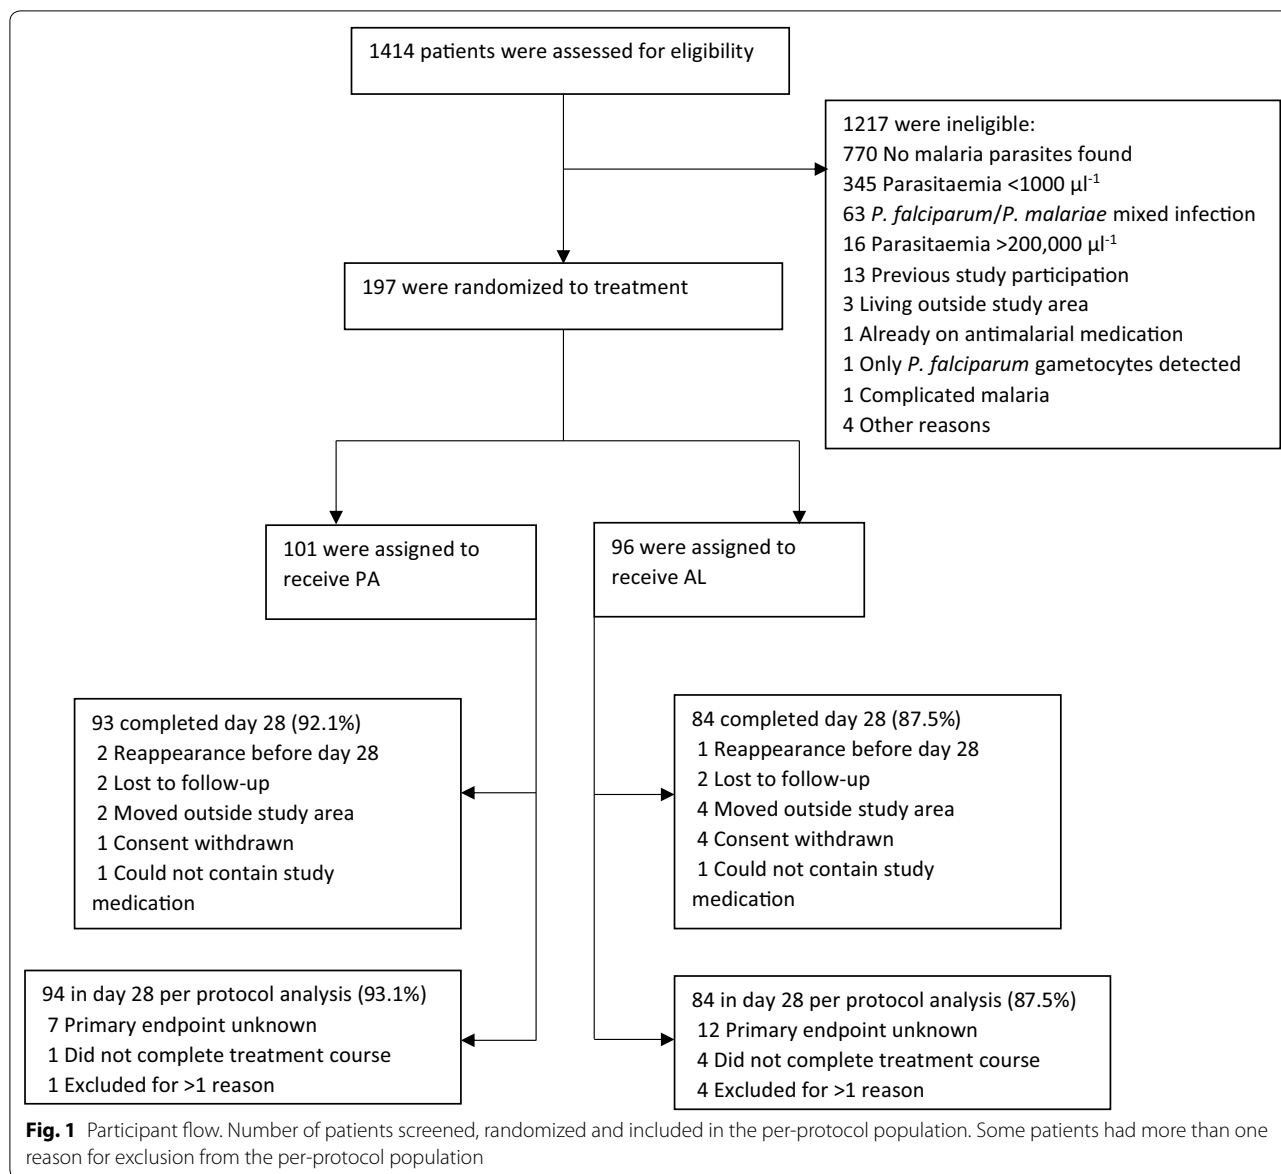 1414 patients were assessed for eligibility
1217 were ineligible:
770 No malaria parasites found
345 Parasitaemia <1000 µl⁻¹
63 P. falciparum/P. malariae mixed infection
16 Parasitaemia >200,000 µl⁻¹
13 Previous study participation
3 Living outside study area
1 Already on antimalarial medication
1 Only P. falciparum gametocytes detected
1 Complicated malaria
4 Other reasons
197 were randomized to treatment
101 were assigned to
receive PA
96 were assigned to
receive AL
93 completed day 28 (92.1%)
2 Reappearance before day 28
2 Lost to follow-up
2 Moved outside study area
1 Consent withdrawn
1 Could not contain study
medication
84 completed day 28 (87.5%)
1 Reappearance before day 28
2 Lost to follow-up
4 Moved outside study area
4 Consent withdrawn
1 Could not contain study
medication
94 in day 28 per protocol analysis (93.1%)
7 Primary endpoint unknown
1 Did not complete treatment course
1 Excluded for >1 reason
84 in day 28 per protocol analysis (87.5%)
12 Primary endpoint unknown
4 Did not complete treatment course
4 Excluded for >1 reason
Fig. 1 Participant flow. Number of patients screened, randomized and included in the per-protocol population. Some patients had more than one
reason for exclusion from the per-protocol population